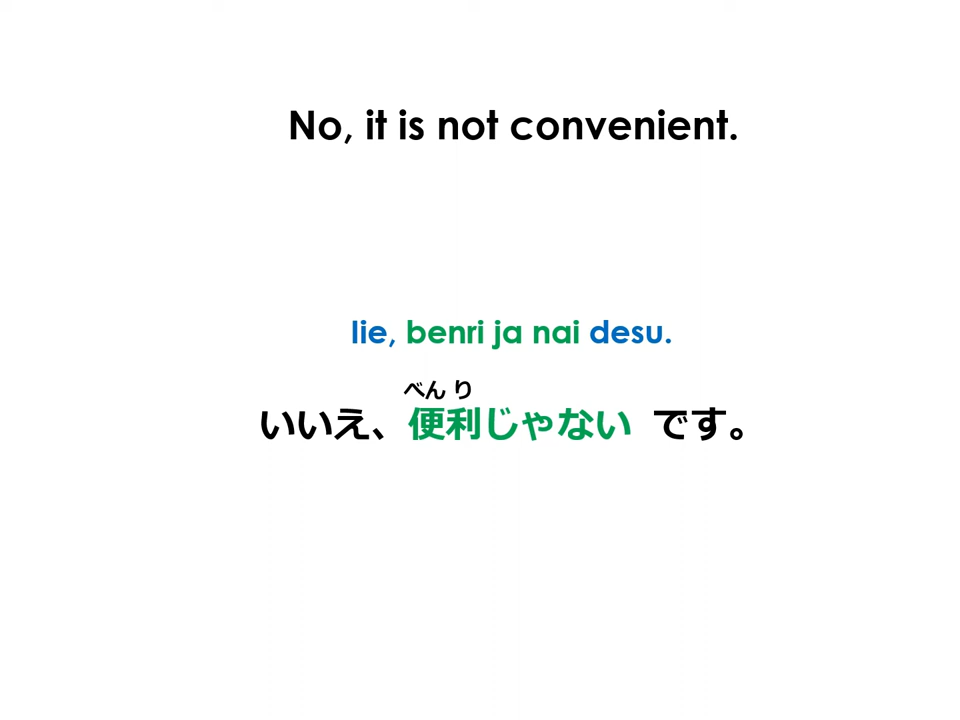 No, it is not convenient.
Iie, benri ja nai desu.
べん り
いいえ、便利じゃない です。